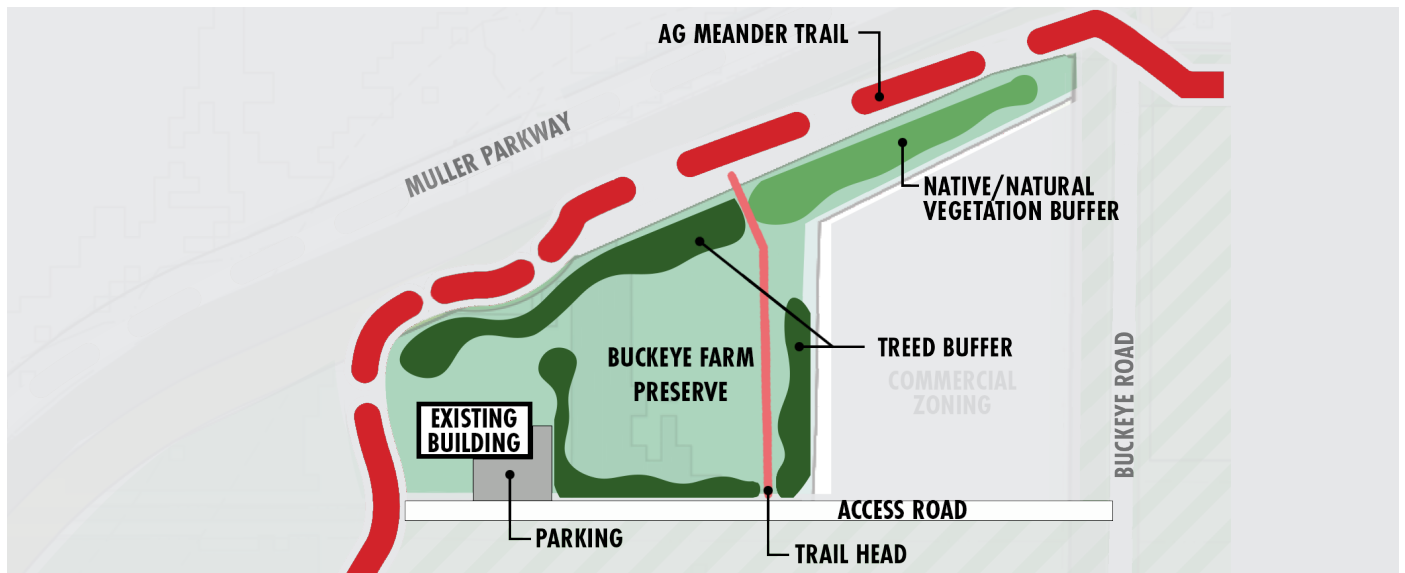 AG MEANDER TRAIL
MULLER PARKWAY
NATIVE/NATURAL
VEGETATION BUFFER
TREED BUFFER
BUCKEYE FARM
PRESERVE
COMMERCIAL
ZONING
BUCKEYE ROAD
EXISTING
BUILDING
ACCESS ROAD
PARKING
TRAIL HEAD